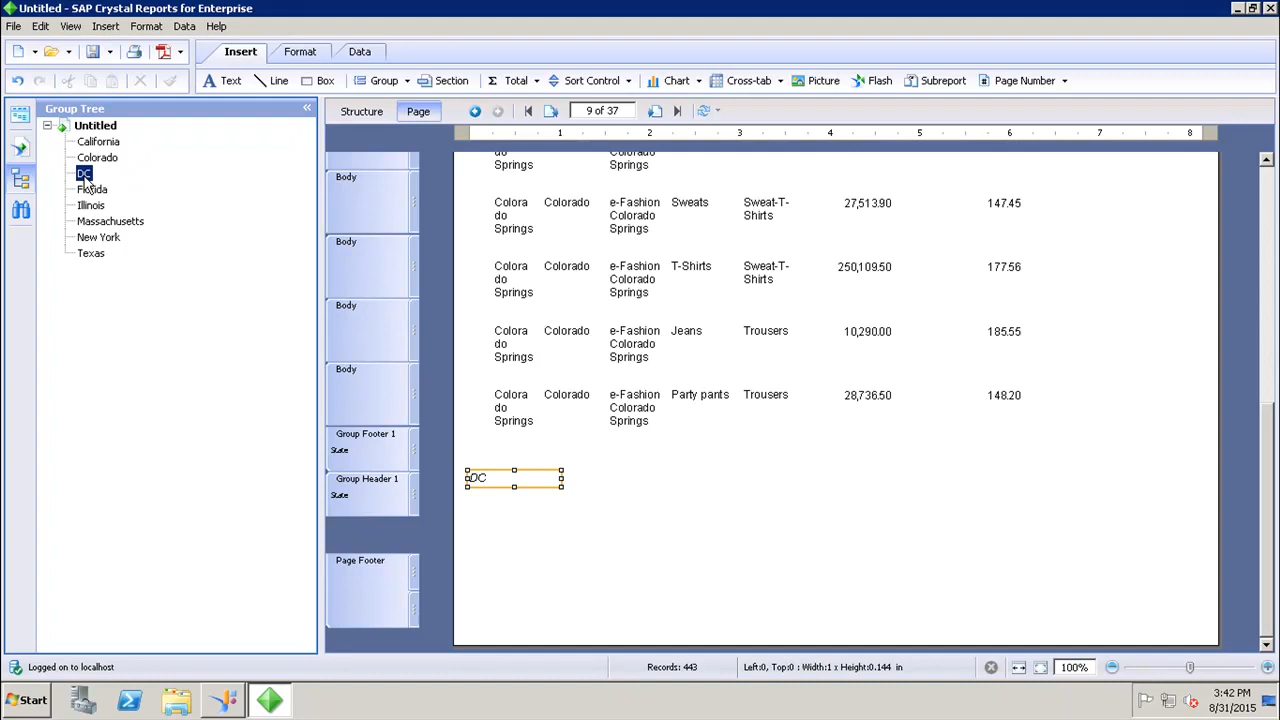 Untitled - SAP Crystal Reports for Enterprise
File Edit View Insert Format Data Help
Insert Format Data
Text Line Box Group Section Total Sort Control Chart Cross-tab Picture Flash Subreport Page Number
Group Tree
Untitled
California
Colorado
DC
Florida
Illinois
Massachusetts
New York
Texas
Structure Page 9 of 37
1 2 3 4 5 6 7 8
Colorado
Springs
Body
Colora Colorado e-Fashion Sweats Sweat-T- 27,513.90 147.45
do Colorado Shirts
Springs Springs
Body
Colora Colorado e-Fashion T-Shirts Sweat-T- 250,109.50 177.56
do Colorado Shirts
Springs Springs
Body
Colora Colorado e-Fashion Jeans Trousers 10,290.00 185.55
do Colorado
Springs Springs
Body
Colora Colorado e-Fashion Party pants Trousers 28,736.50 148.20
do Colorado
Springs Springs
Group Footer 1
State
Group Header 1
State
DC
Page Footer
Logged on to localhost
Records: 443
Left:0, Top:0 : Width:1 x Height:0.144 in
100%
Start
3:42 PM
8/31/2015